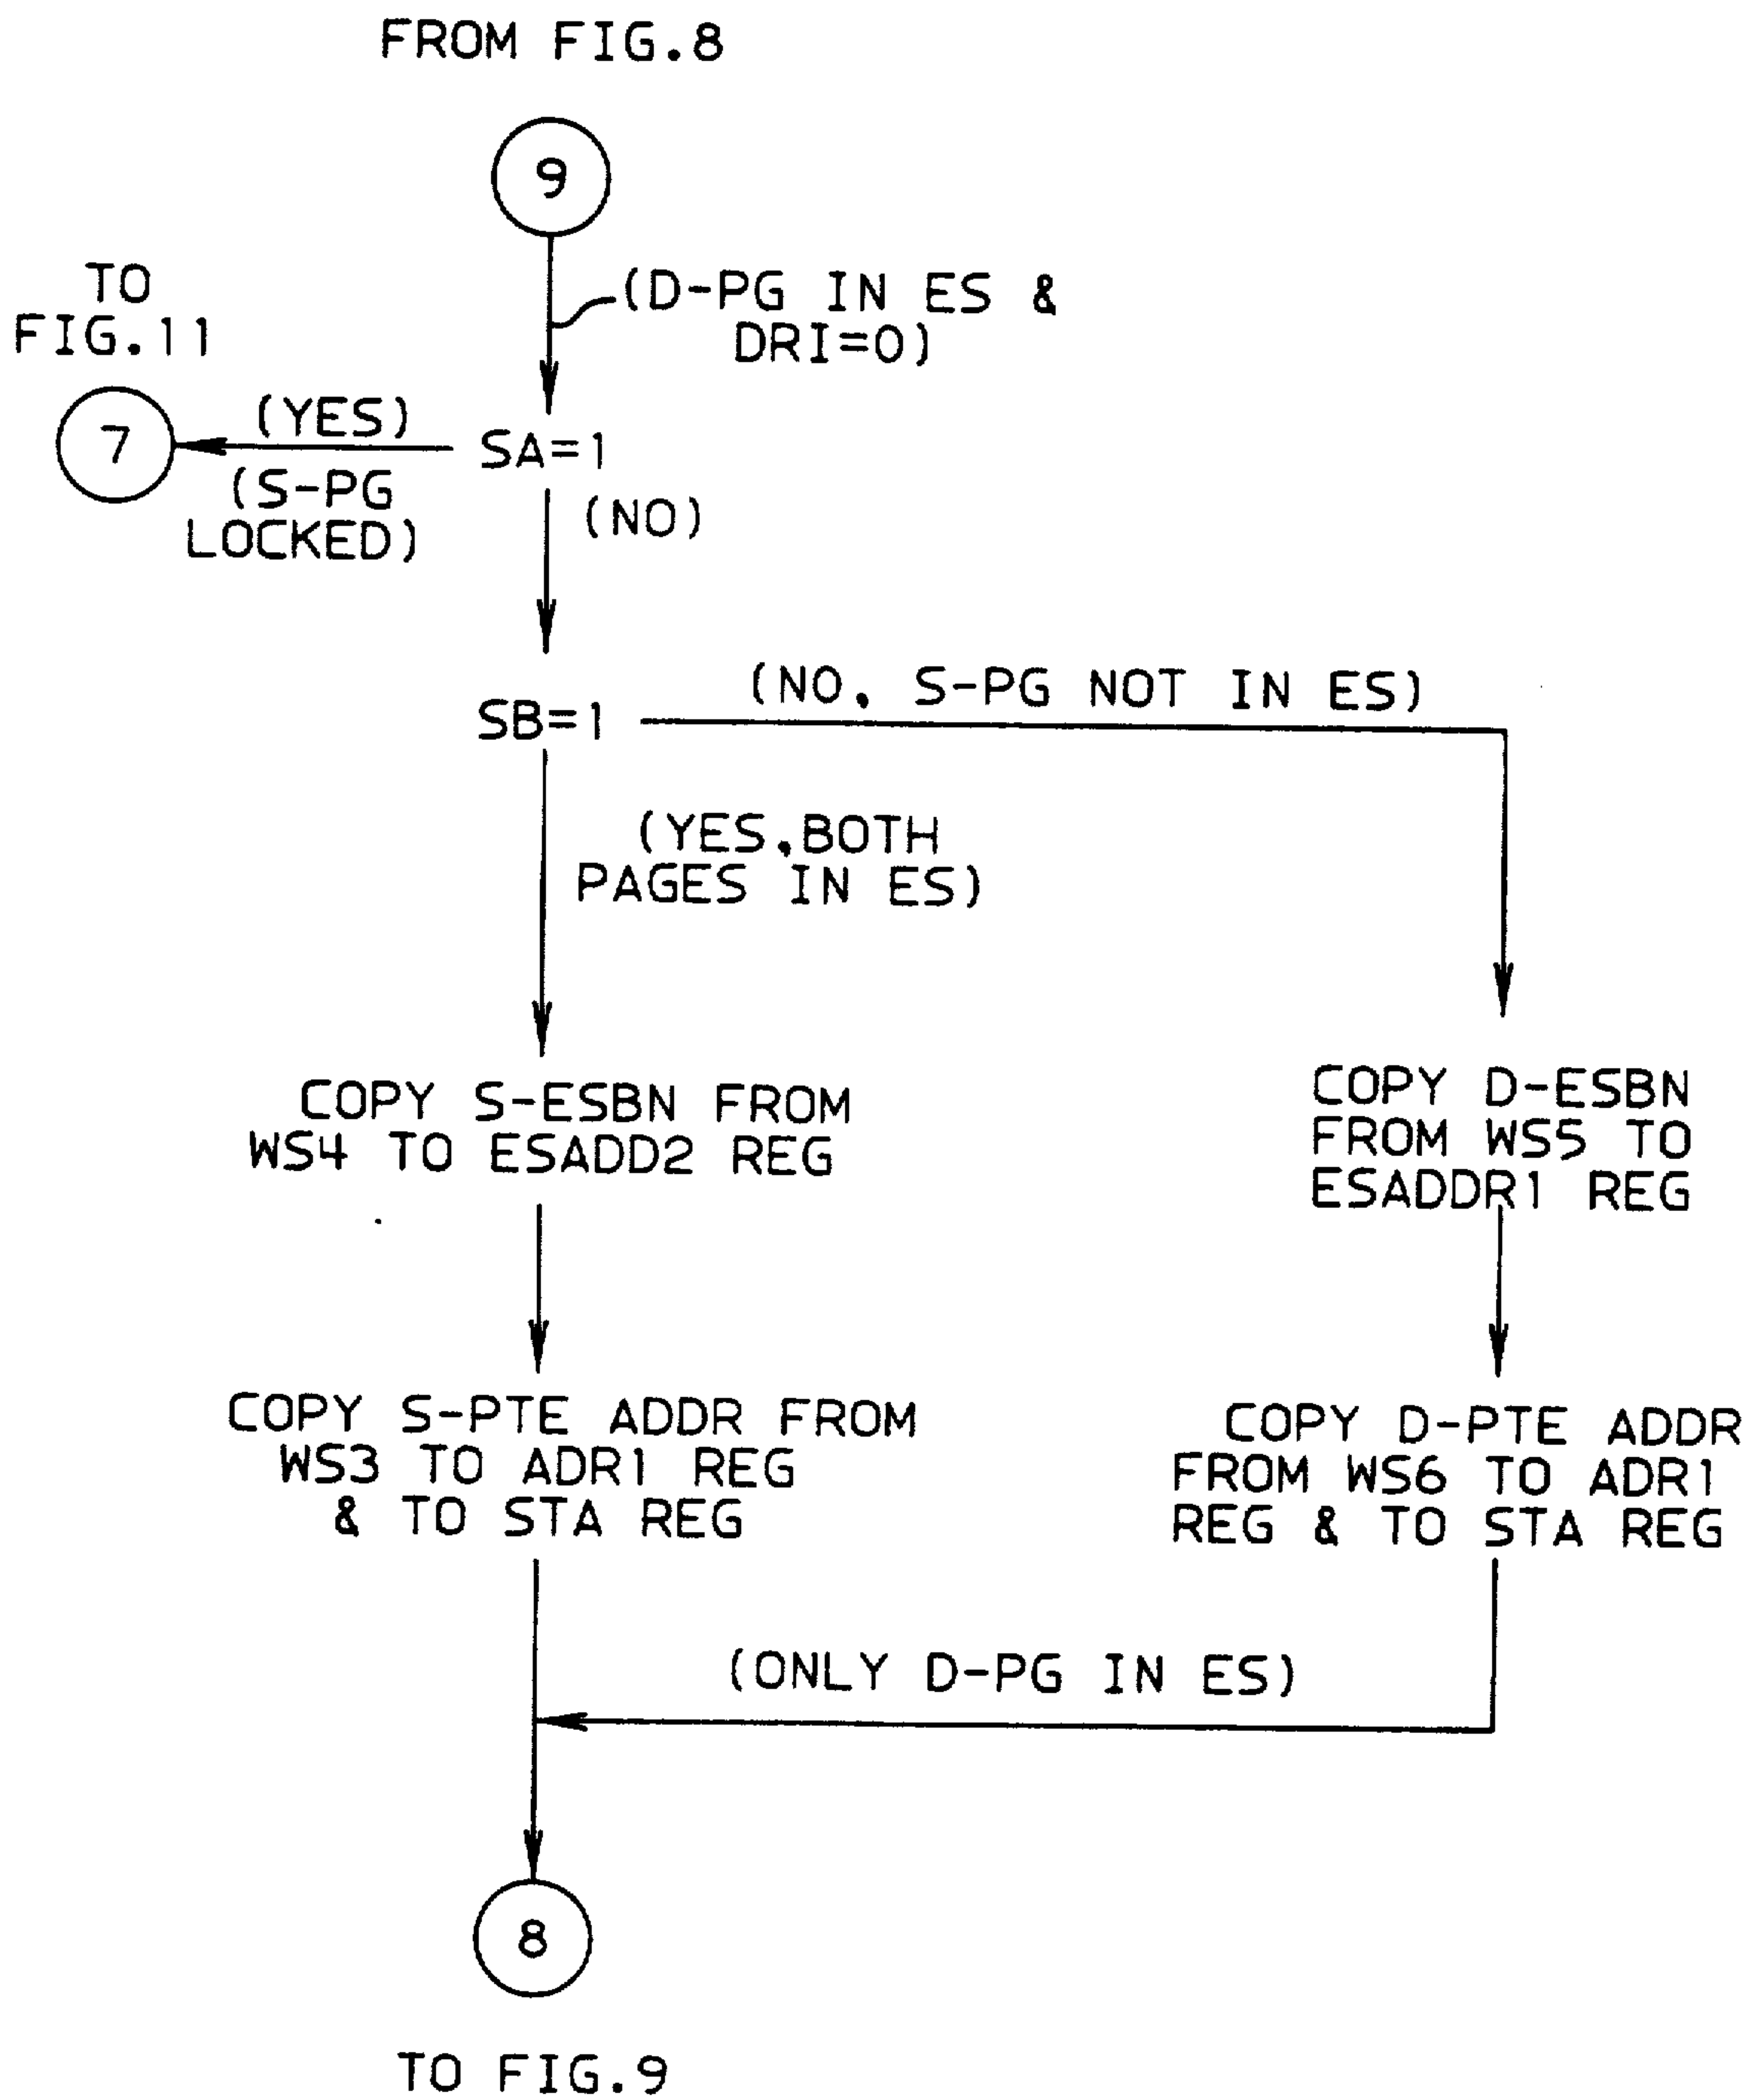 FROM FIG.8
9
(D-PG IN ES &
DRI=0)
TO
FIG.11
7
(YES)
(S-PG
LOCKED)
SA=1
(NO)
SB=1
(NO, S-PG NOT IN ES)
(YES,BOTH
PAGES IN ES)
COPY S-ESBN FROM
WS4 TO ESADD2 REG
COPY D-ESBN
FROM WS5 TO
ESADDR1 REG
COPY S-PTE ADDR FROM
WS3 TO ADR1 REG
& TO STA REG
COPY D-PTE ADDR
FROM WS6 TO ADR1
REG & TO STA REG
(ONLY D-PG IN ES)
8
TO FIG.9